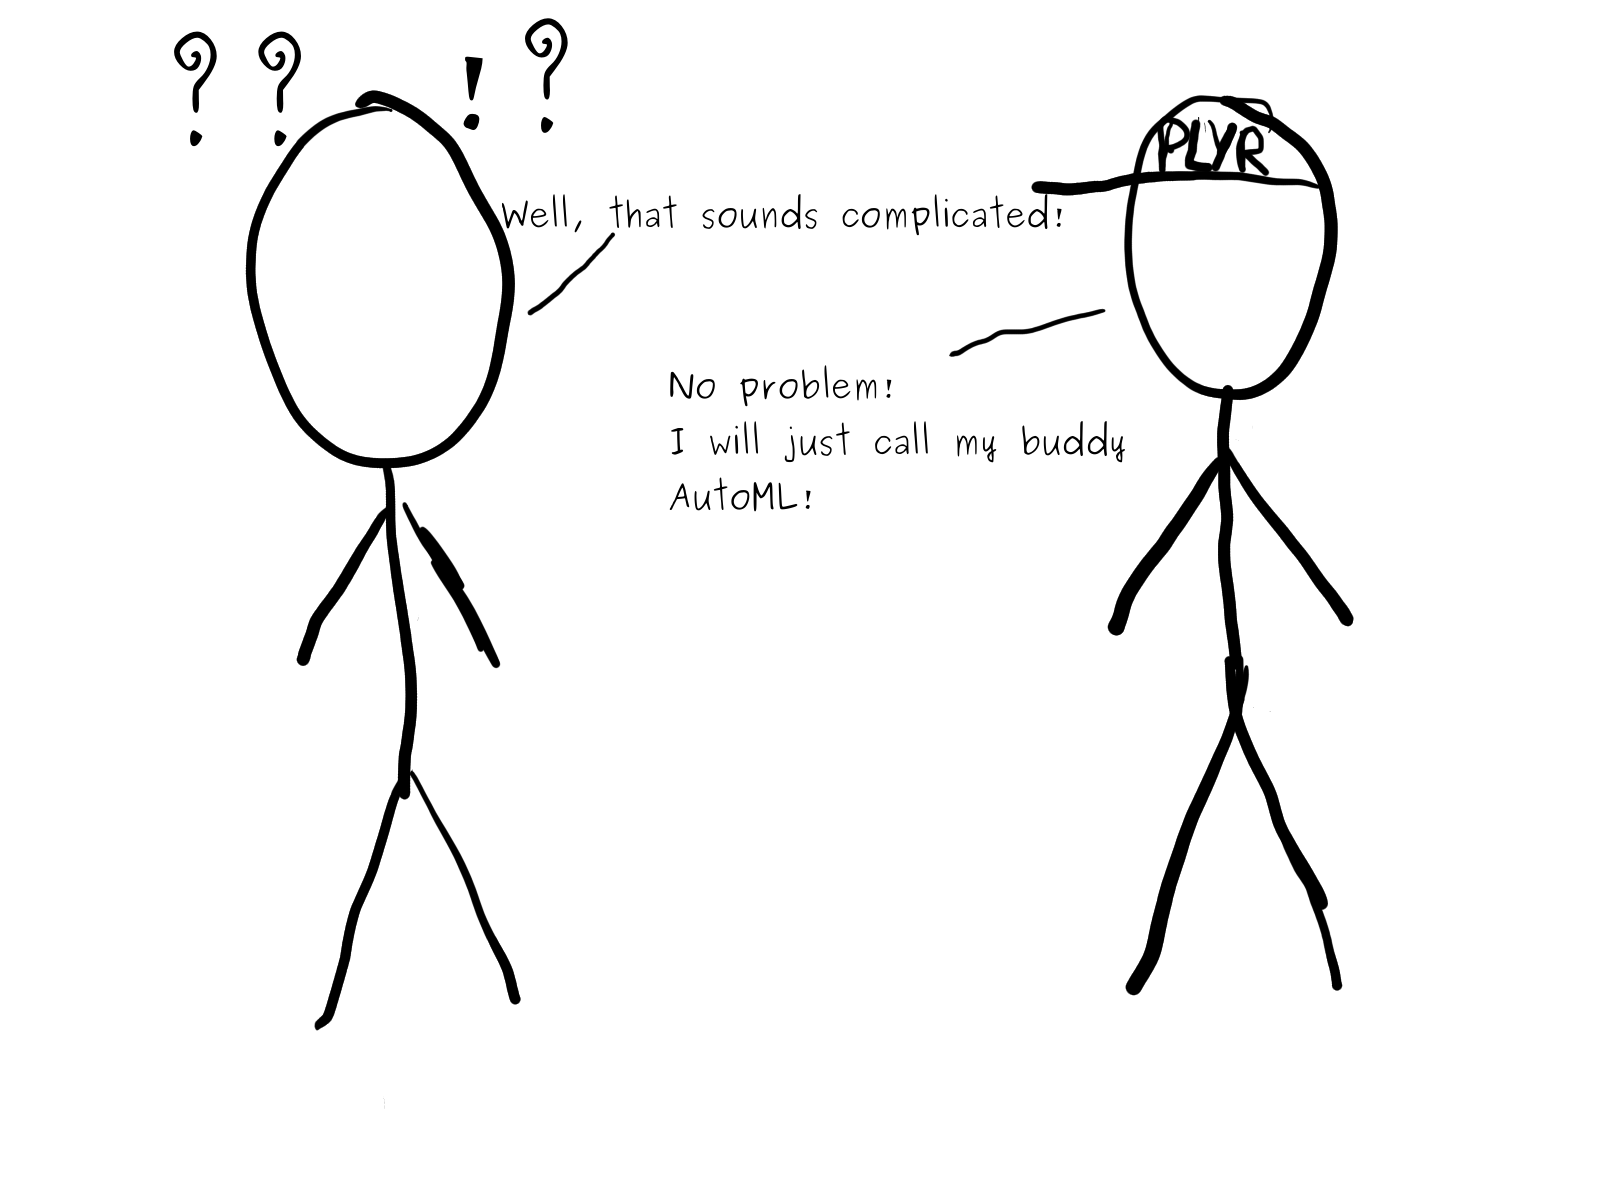 ? ? ! ?
PLYR
Well, that sounds complicated!
No problem!
I will just call my buddy
AutoML!